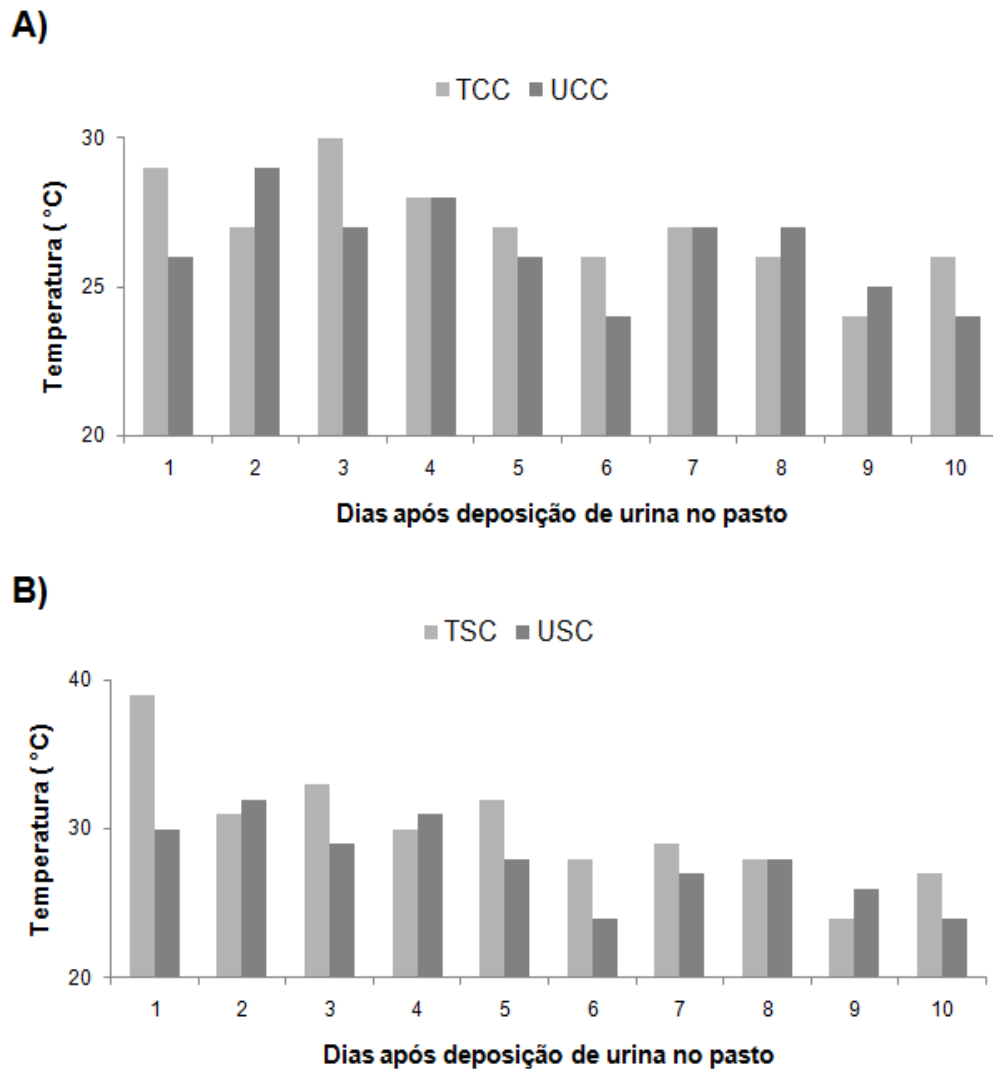 A)
TCC UCC
30
25
20
Temperatura ( °C)
1 2 3 4 5 6 7 8 9 10
Dias após deposição de urina no pasto
B)
TSC USC
40
30
20
Temperatura ( °C)
1 2 3 4 5 6 7 8 9 10
Dias após deposição de urina no pasto